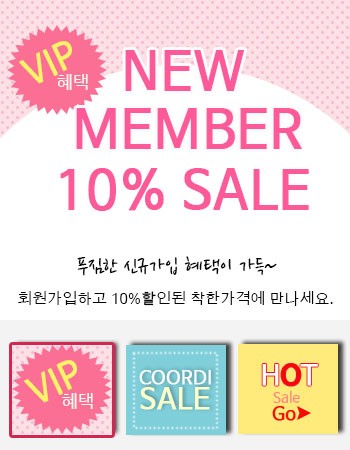 VIP
혜택
NEW
MEMBER
10% SALE
푸짐한 신규가입 혜택이 가득~
회원가입하고 10%할인된 착한가격에 만나세요.
VIP
혜택
COORDI
SALE
HOT
Sale
Go➤